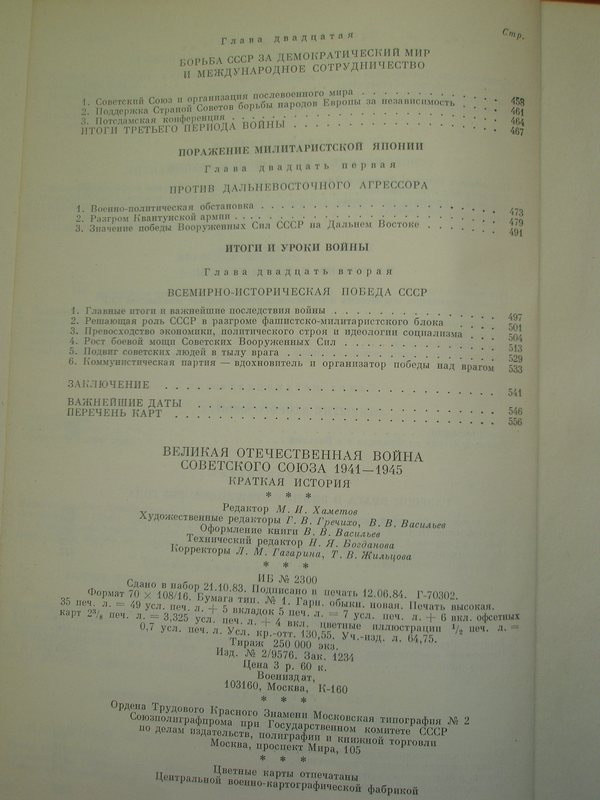 Стр.
Глава двадцатая
БОРЬБА СССР ЗА ДЕМОКРАТИЧЕСКИЙ МИР
И МЕЖДУНАРОДНОЕ СОТРУДНИЧЕСТВО
1. Советский Союз и организация послевоенного мира . . . . . . . . . . . 458
2. Поддержка Страной Советов борьбы народов Европы за независимость . . . . 461
3. Потсдамская конференция . . . . . . . . . . . . . . . . 464
ИТОГИ ТРЕТЬЕГО ПЕРИОДА ВОЙНЫ . . . . . . . . . . . . . . 467
ПОРАЖЕНИЕ МИЛИТАРИСТСКОЙ ЯПОНИИ
Глава двадцать первая
ПРОТИВ ДАЛЬНЕВОСТОЧНОГО АГРЕССОРА
1. Военно-политическая обстановка . . . . . . . . . . . . . . . . 473
2. Разгром Квантунской армии . . . . . . . . . . . . . . . . . 479
3. Значение победы Вооруженных Сил СССР на Дальнем Востоке . . . . . . 491
ИТОГИ И УРОКИ ВОЙНЫ
Глава двадцать вторая
ВСЕМИРНО-ИСТОРИЧЕСКАЯ ПОБЕДА СССР
1. Главные итоги и важнейшие последствия войны . . . . . . . . . . . 497
2. Решающая роль СССР в разгроме фашистско-милитаристского блока . . . . 501
3. Превосходство экономики, политического строя и идеологии социализма . . . 504
4. Рост боевой мощи Советских Вооруженных Сил . . . . . . . . . . . 513
5. Подвиг советских людей в тылу врага . . . . . . . . . . . . . . 529
6. Коммунистическая партия — вдохновитель и организатор победы над врагом 533
ЗАКЛЮЧЕНИЕ . . . . . . . . . . . . . . . . . . . . . . . 541
ВАЖНЕЙШИЕ ДАТЫ . . . . . . . . . . . . . . . . . . . . 546
ПЕРЕЧЕНЬ КАРТ . . . . . . . . . . . . . . . . . . . . . 556
ВЕЛИКАЯ ОТЕЧЕСТВЕННАЯ ВОЙНА
СОВЕТСКОГО СОЮЗА 1941—1945
КРАТКАЯ ИСТОРИЯ
* * *
Редактор М. И. Хаметов
Художественные редакторы Г. В. Гречихо, В. В. Васильев
Оформление книги В. В. Васильев
Технический редактор Н. Я. Богданова
Корректоры Л. М. Гагарина, Т. В. Жильцова
* * *
ИБ № 2300
Сдано в набор 21.10.83. Подписано в печать 12.06.84. Г-70302.
Формат 70 × 108/16. Бумага тип. № 1. Гарн. обыкн. новая. Печать высокая.
35 печ. л. = 49 усл. печ. л. + 5 вкладок 5 печ. л. = 7 усл. печ. л. + 6 вкл. офсетных
карт 2³/₈ печ. л. = 3,325 усл. печ. л. + 4 вкл. цветные иллюстрации ¹/₂ печ. л. =
0,7 усл. печ. л. Усл. кр.-отт. 130,55. Уч.-изд. л. 64,75.
Тираж 250 000 экз.
Изд. № 2/9576. Зак. 1234
Цена 3 р. 60 к.
Воениздат,
103160, Москва, К-160
* * *
Ордена Трудового Красного Знамени Московская типография № 2
Союзполиграфпрома при Государственном комитете СССР
по делам издательств, полиграфии и книжной торговли
Москва, проспект Мира, 105
* * *
Цветные карты отпечатаны
Центральной военно-картографической фабрикой